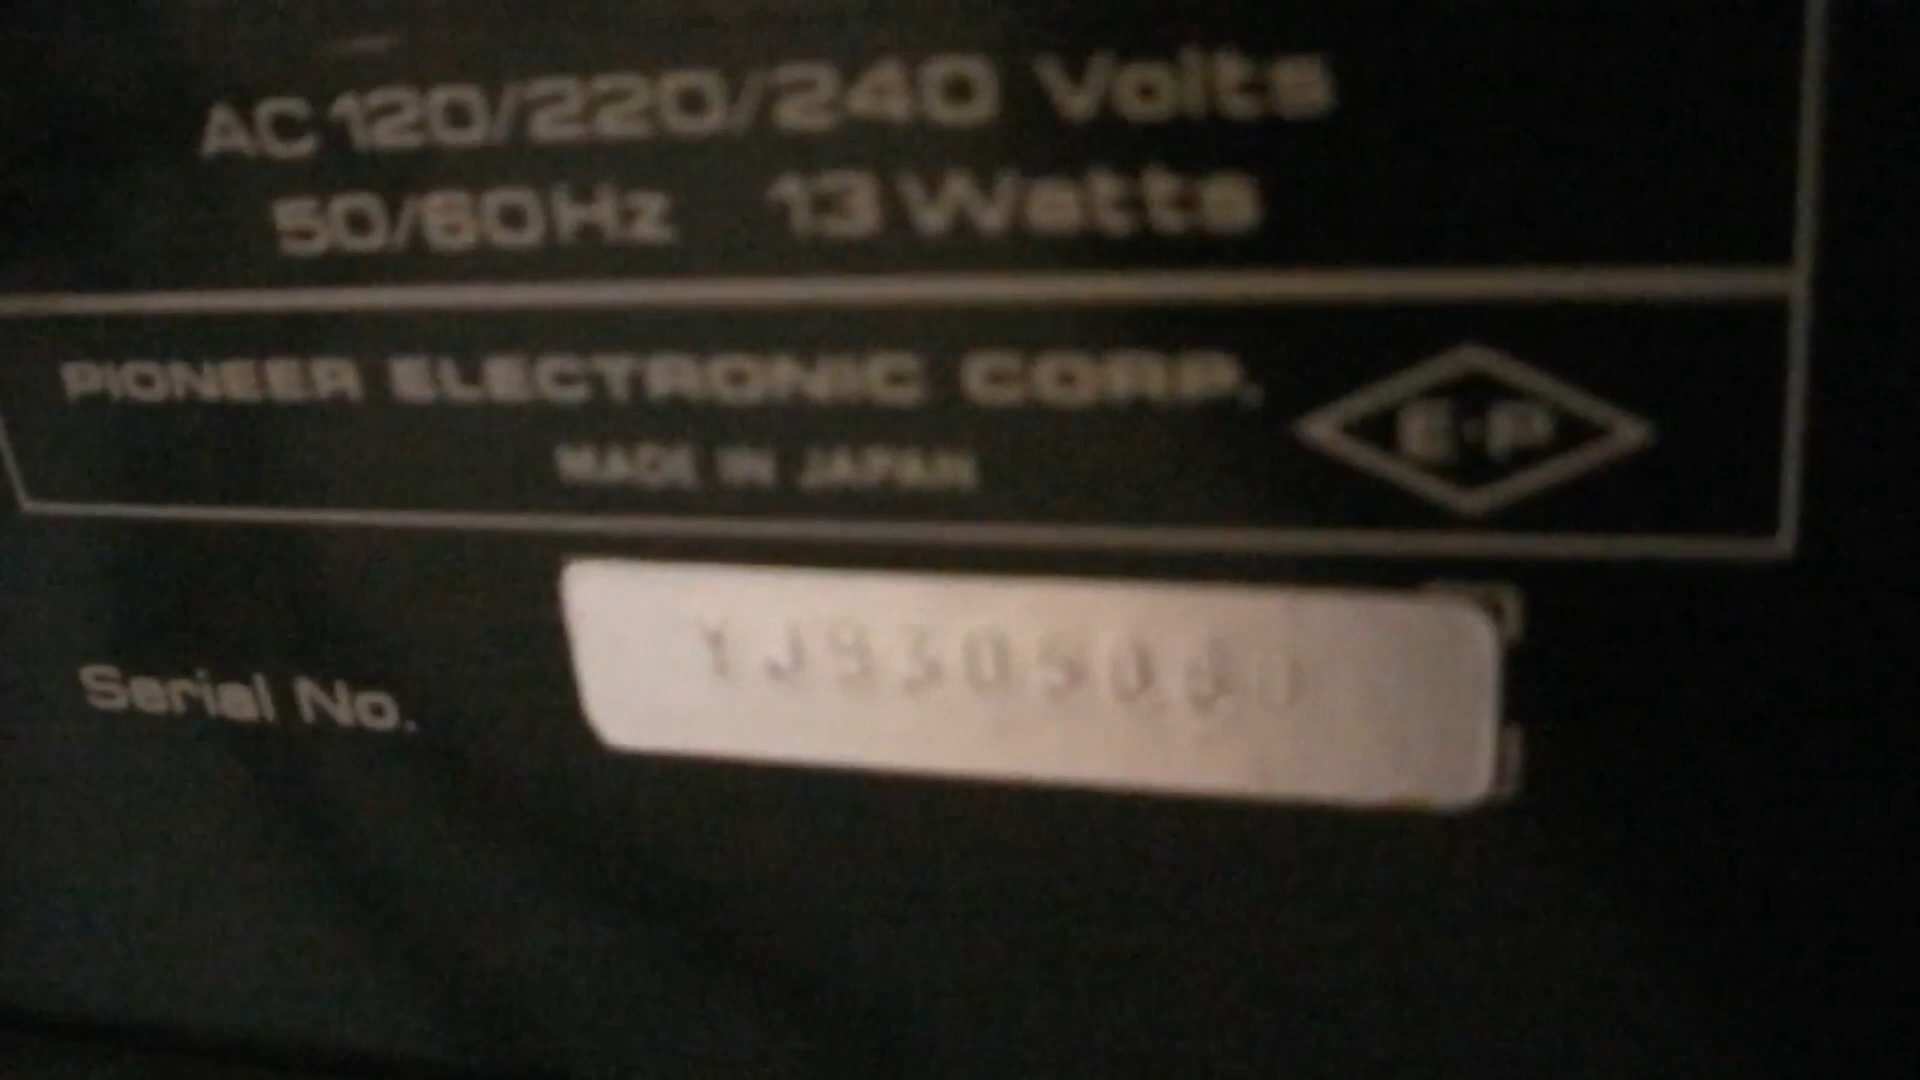 AC 120/220/240 Volts
50/60Hz 13 Watts
PIONEER ELECTRONIC CORP.
E·P
MADE IN JAPAN
Serial No.